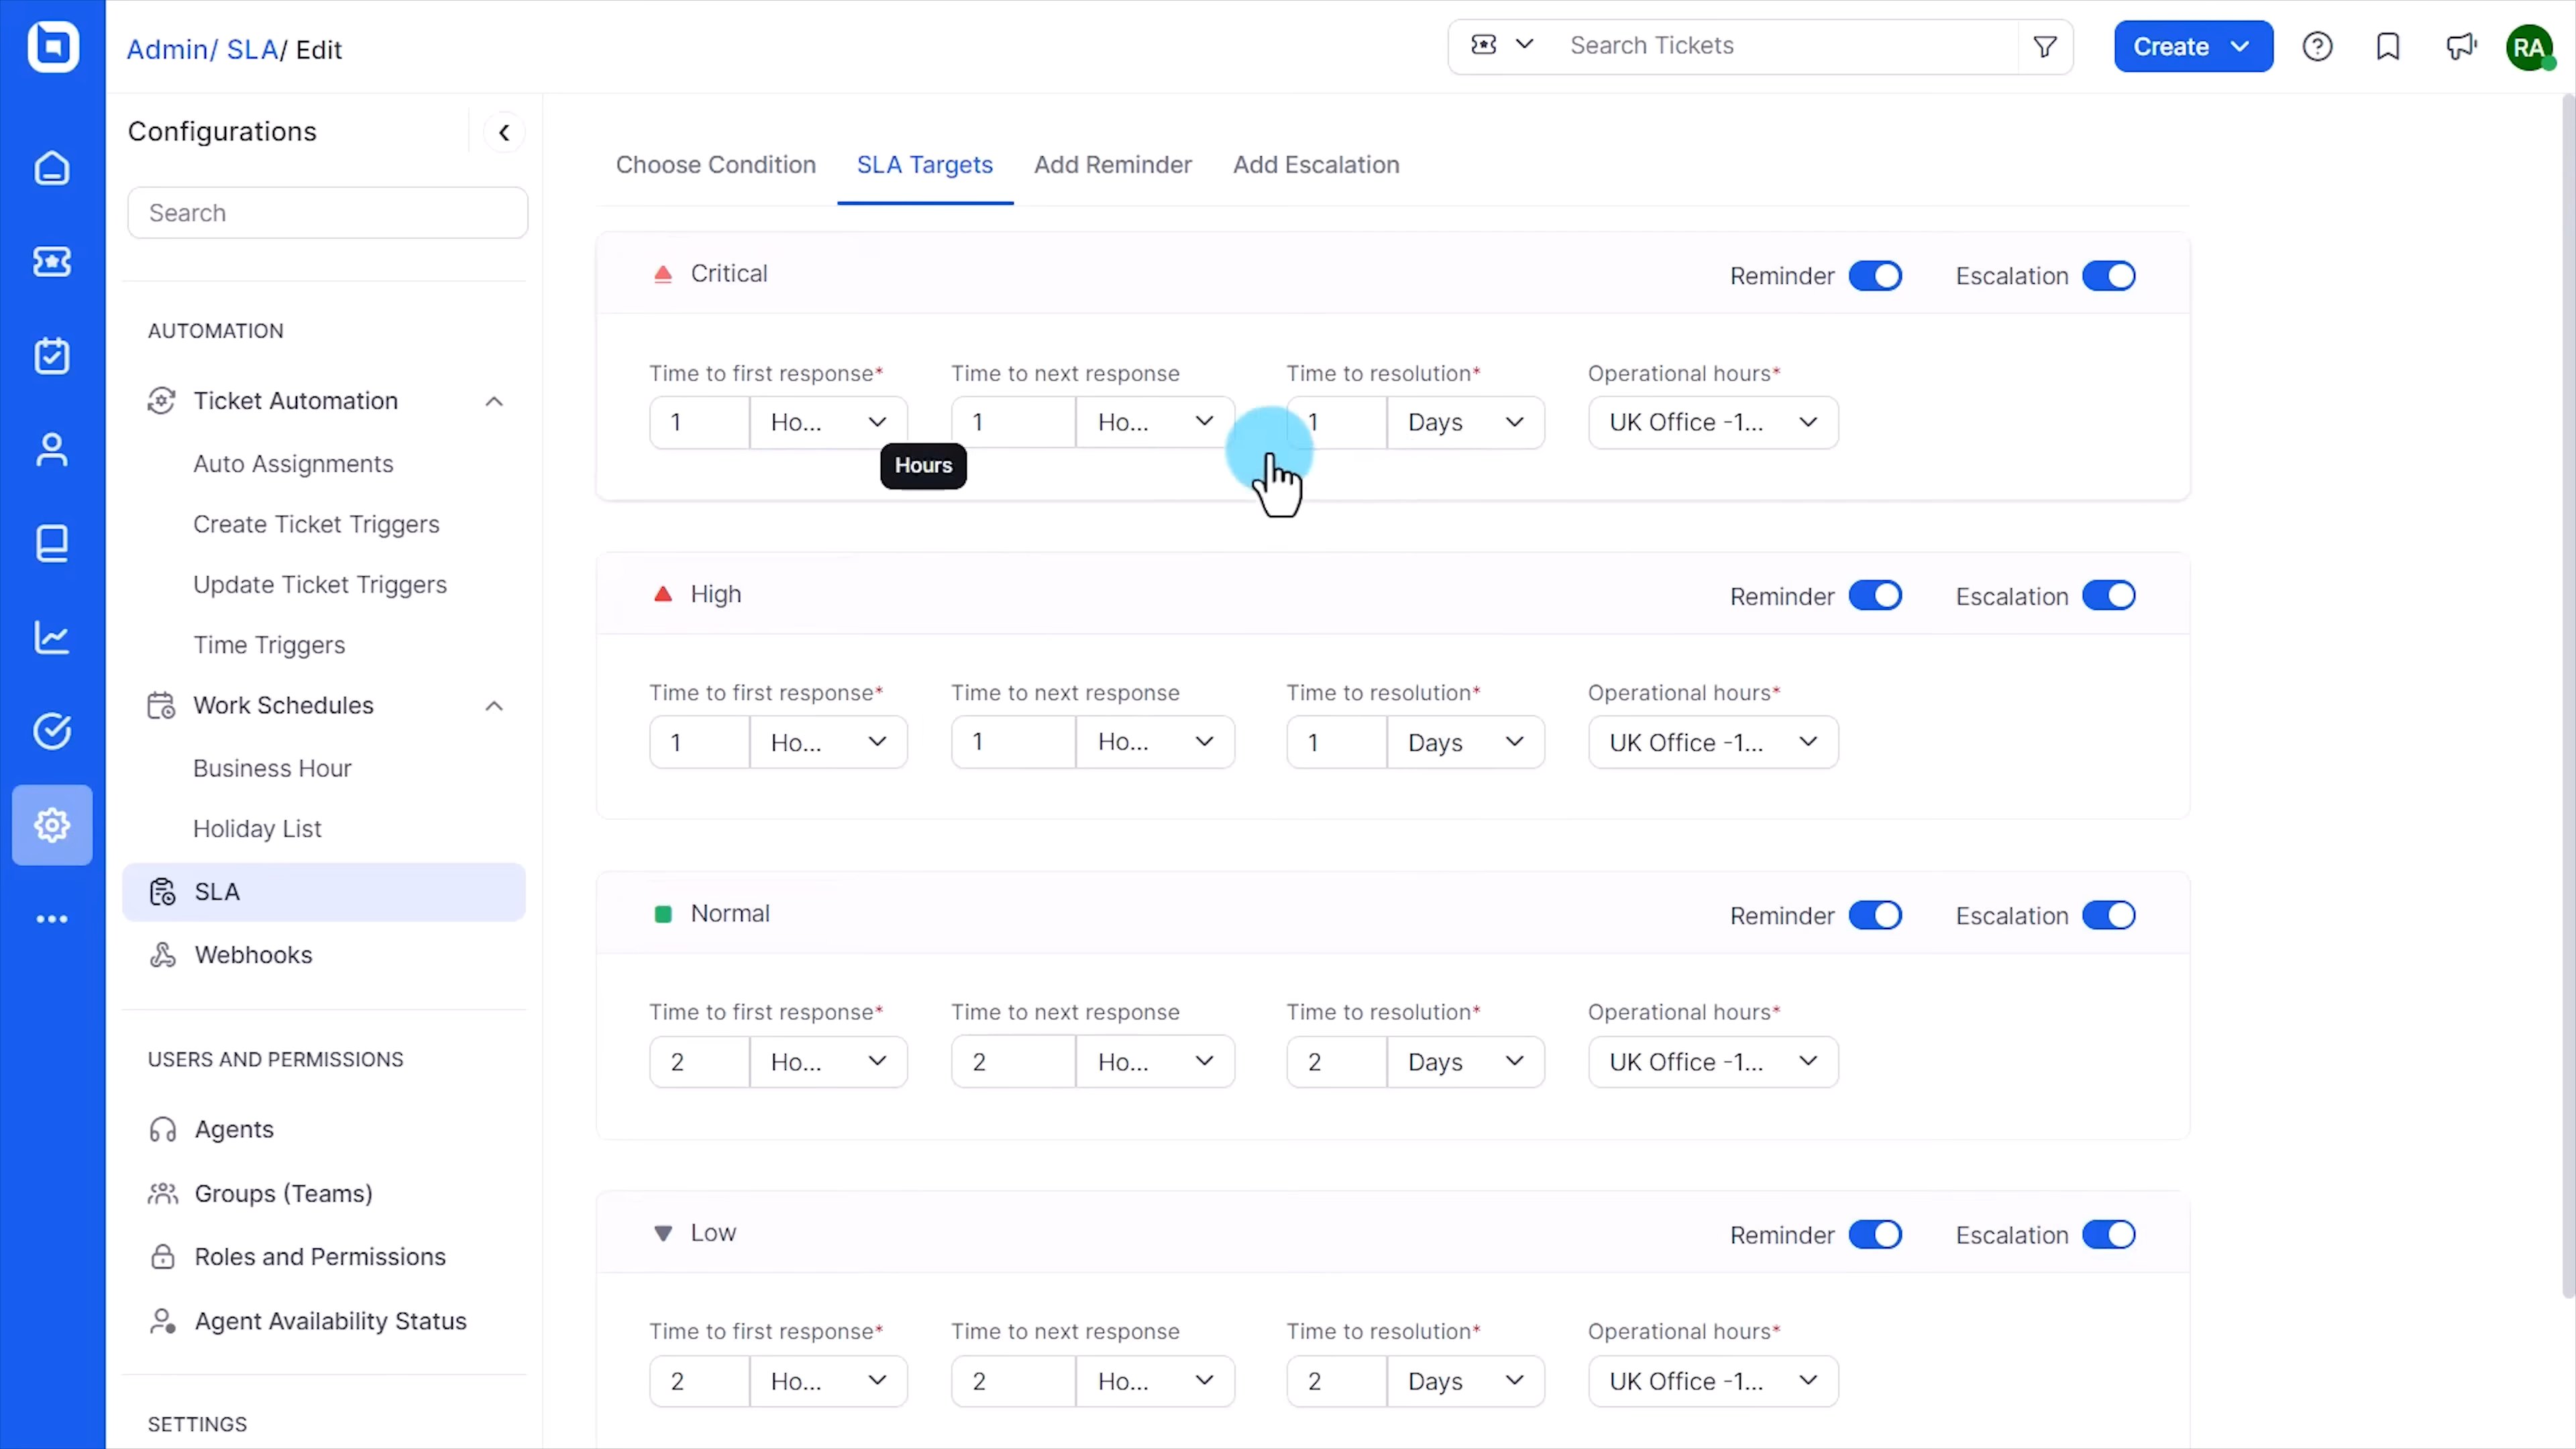 Admin/ SLA/ Edit
Search Tickets
Create
RA
Configurations
Search
AUTOMATION
Ticket Automation
Auto Assignments
Create Ticket Triggers
Update Ticket Triggers
Time Triggers
Work Schedules
Business Hour
Holiday List
SLA
Webhooks
USERS AND PERMISSIONS
Agents
Groups (Teams)
Roles and Permissions
Agent Availability Status
SETTINGS
Choose Condition SLA Targets Add Reminder Add Escalation
Critical Reminder Escalation
Time to first response* Time to next response Time to resolution* Operational hours*
1 Ho... 1 Ho... 1 Days UK Office -1...
Hours
High Reminder Escalation
Time to first response* Time to next response Time to resolution* Operational hours*
1 Ho... 1 Ho... 1 Days UK Office -1...
Normal Reminder Escalation
Time to first response* Time to next response Time to resolution* Operational hours*
2 Ho... 2 Ho... 2 Days UK Office -1...
Low Reminder Escalation
Time to first response* Time to next response Time to resolution* Operational hours*
2 Ho... 2 Ho... 2 Days UK Office -1...